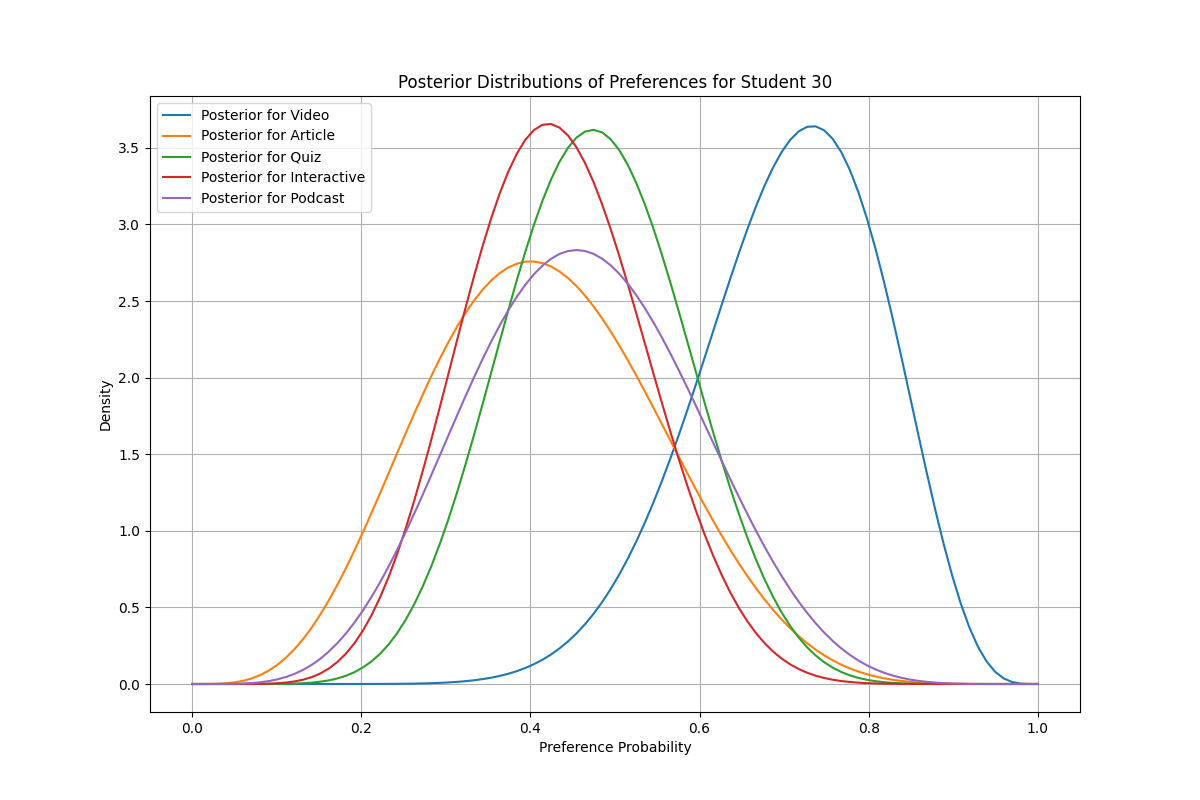 Posterior Distributions of Preferences for Student 30
Posterior for Video
Posterior for Article
Posterior for Quiz
Posterior for Interactive
Posterior for Podcast
Density
3.5
3.0
2.5
2.0
1.5
1.0
0.5
0.0
0.0 0.2 0.4 0.6 0.8 1.0
Preference Probability